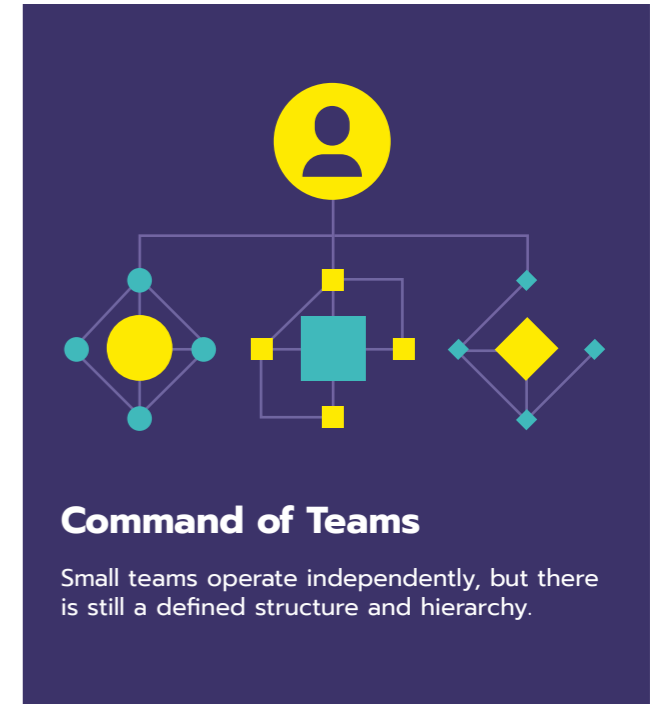 Command of Teams
Small teams operate independently, but there
is still a defined structure and hierarchy.